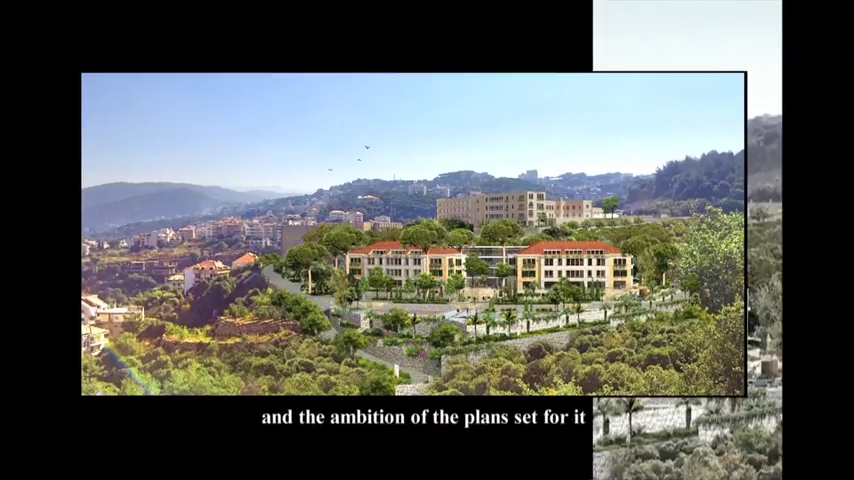 and the ambition of the plans set for it